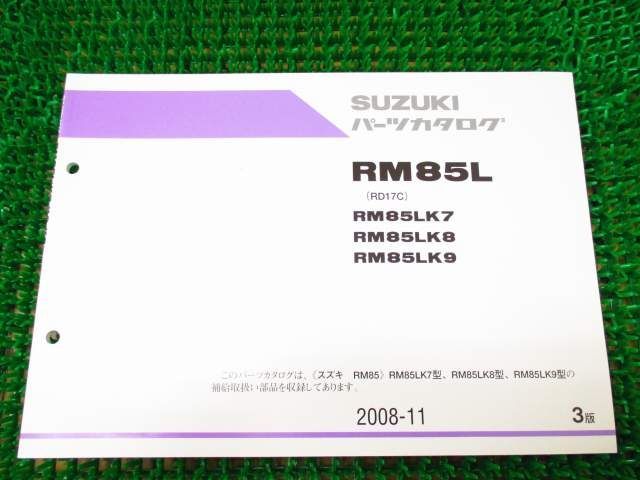 SUZUKI
パーツカタログ
RM85L
(RD17C)
RM85LK7
RM85LK8
RM85LK9
このパーツカタログは、《スズキ RM85》RM85LK7型、RM85LK8型、RM85LK9型の
補給取扱い部品を収録してあります。
2008-11
3版